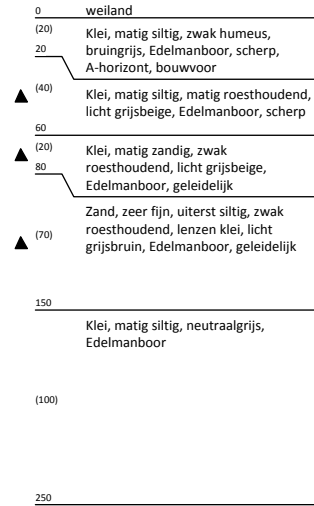 0 weiland
(20) Klei, matig siltig, zwak humeus,
bruingrijs, Edelmanboor, scherp,
20
A-horizont, bouwvoor
(40) Klei, matig siltig, matig roesthoudend,
licht grijsbeige, Edelmanboor, scherp
60
(20) Klei, matig zandig, zwak
roesthoudend, licht grijsbeige,
80
Edelmanboor, geleidelijk
Zand, zeer fijn, uiterst siltig, zwak
roesthoudend, lenzen klei, licht
(70) grijsbruin, Edelmanboor, geleidelijk
150
Klei, matig siltig, neutraalgrijs,
Edelmanboor
(100)
250